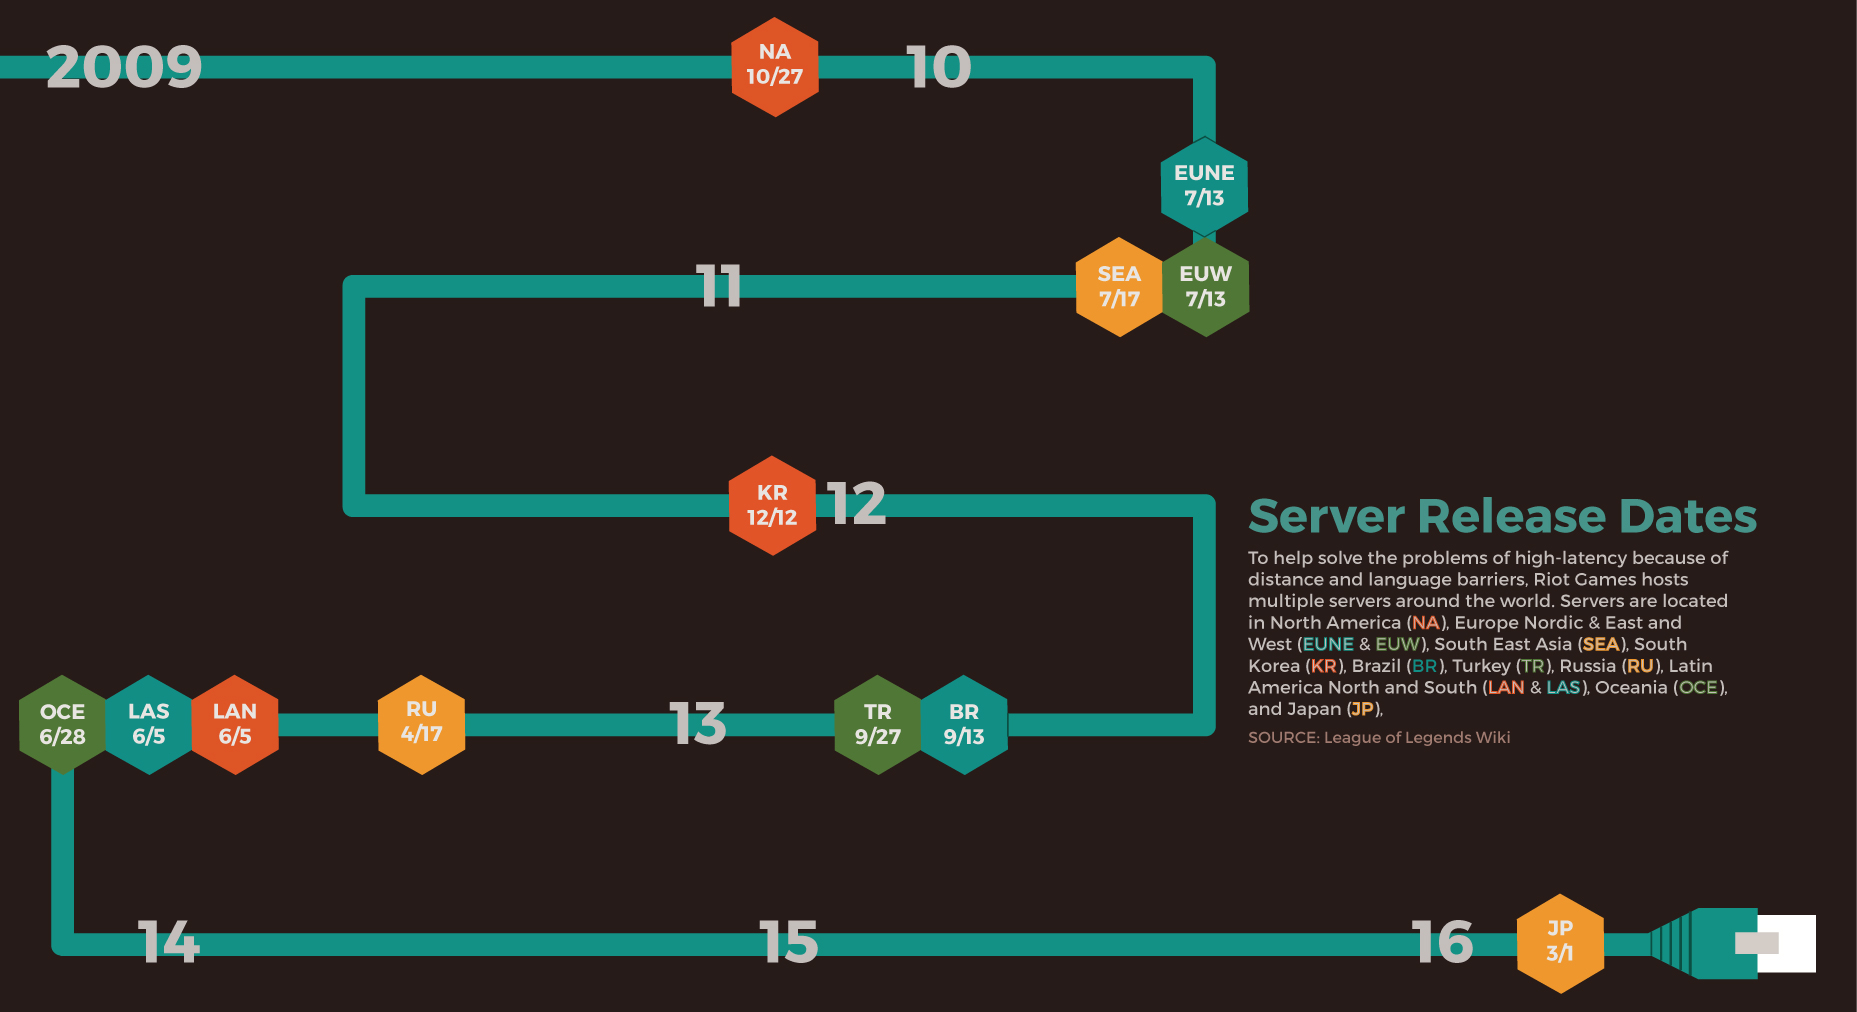 2009
NA
10/27
10
EUNE
7/13
11
SEA
7/17
EUW
7/13
KR
12/12
12
Server Release Dates
To help solve the problems of high-latency because of
distance and language barriers, Riot Games hosts
multiple servers around the world. Servers are located
in North America (NA), Europe Nordic & East and
West (EUNE & EUW), South East Asia (SEA), South
Korea (KR), Brazil (BR), Turkey (TR), Russia (RU), Latin
America North and South (LAN & LAS), Oceania (OCE),
and Japan (JP),
SOURCE: League of Legends Wiki
OCE
6/28
LAS
6/5
LAN
6/5
RU
4/17
13
TR
9/27
BR
9/13
14
15
16
JP
3/1